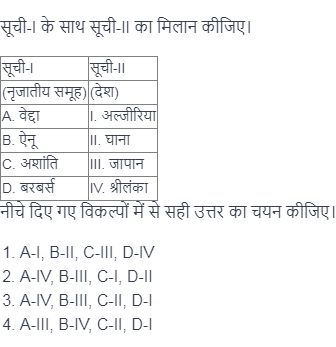 सूची-I के साथ सूची-II का मिलान कीजिए।
सूची-I सूची-II
(नृजातीय समूह) (देश)
A. वेद्दा I. अल्जीरिया
B. ऐनू II. घाना
C. अशांति III. जापान
D. बरबर्स IV. श्रीलंका
नीचे दिए गए विकल्पों में से सही उत्तर का चयन कीजिए।
1. A-I, B-II, C-III, D-IV
2. A-IV, B-III, C-I, D-II
3. A-IV, B-III, C-II, D-I
4. A-III, B-IV, C-II, D-I